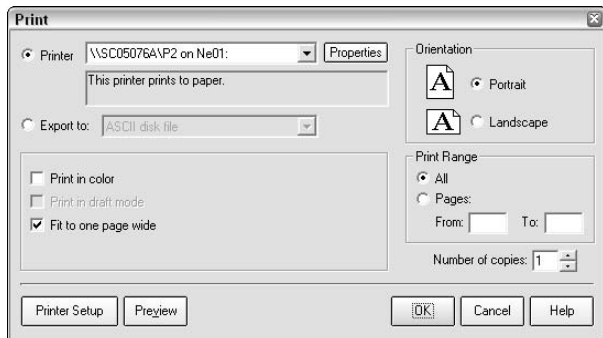 Print
Printer
\\SC05076A\P2 on Ne01:
Properties
This printer prints to paper.
Export to:
ASCII disk file
Print in color
Print in draft mode
Fit to one page wide
Orientation
A
Portrait
A
Landscape
Print Range
All
Pages:
From:
To:
Number of copies:
1
Printer Setup
Preview
OK
Cancel
Help